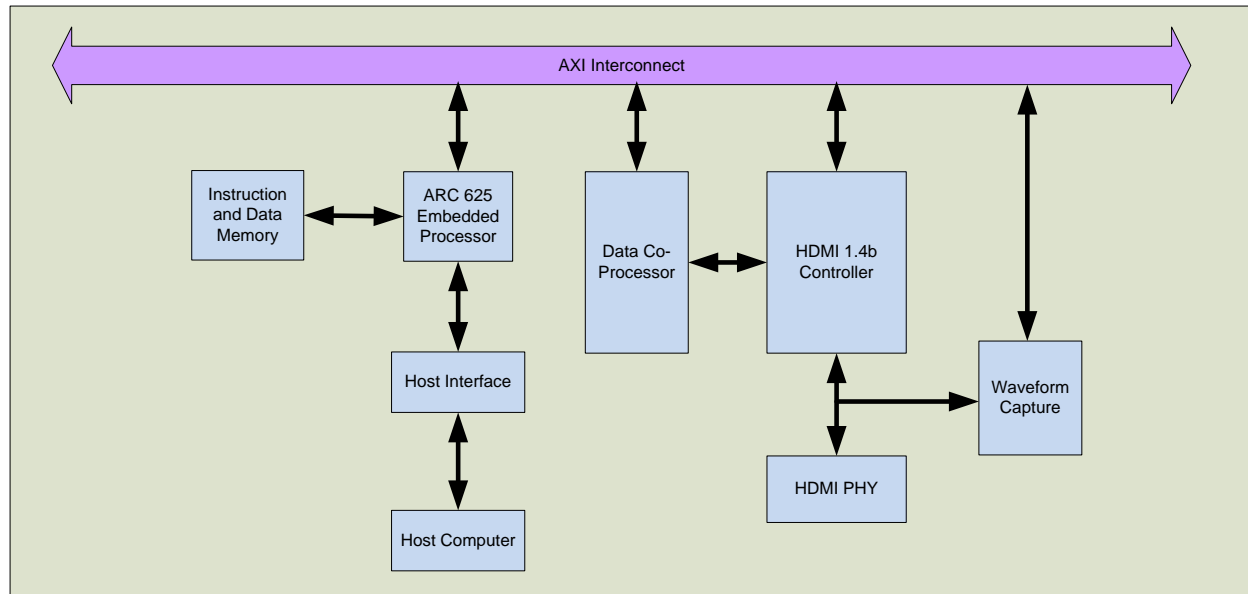 AXI Interconnect
Instruction
and Data
Memory
ARC 625
Embedded
Processor
Data Co-
Processor
HDMI 1.4b
Controller
Host Interface
Waveform
Capture
HDMI PHY
Host Computer